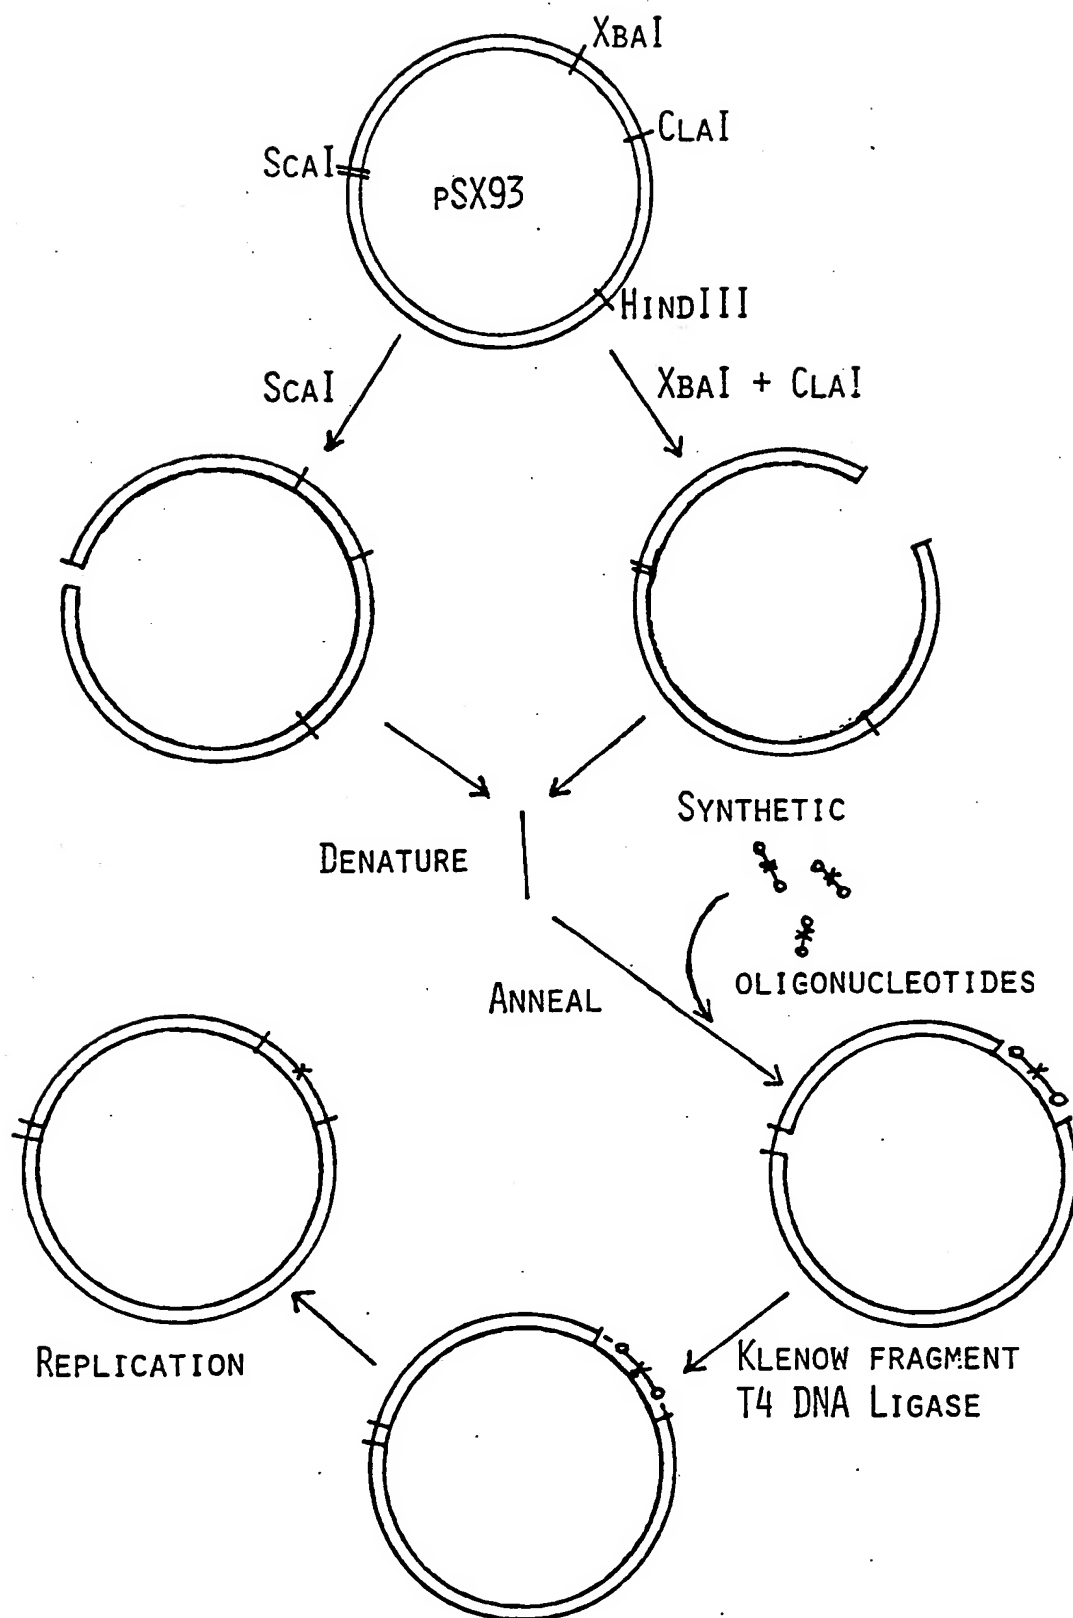 XBAI
CLAI
SCAI
pSX93
HINDIII
SCAI
XBAI + CLAI
SYNTHETIC
DENATURE
OLIGONUCLEOTIDES
ANNEAL
REPLICATION
KLENOW FRAGMENT
T4 DNA LIGASE